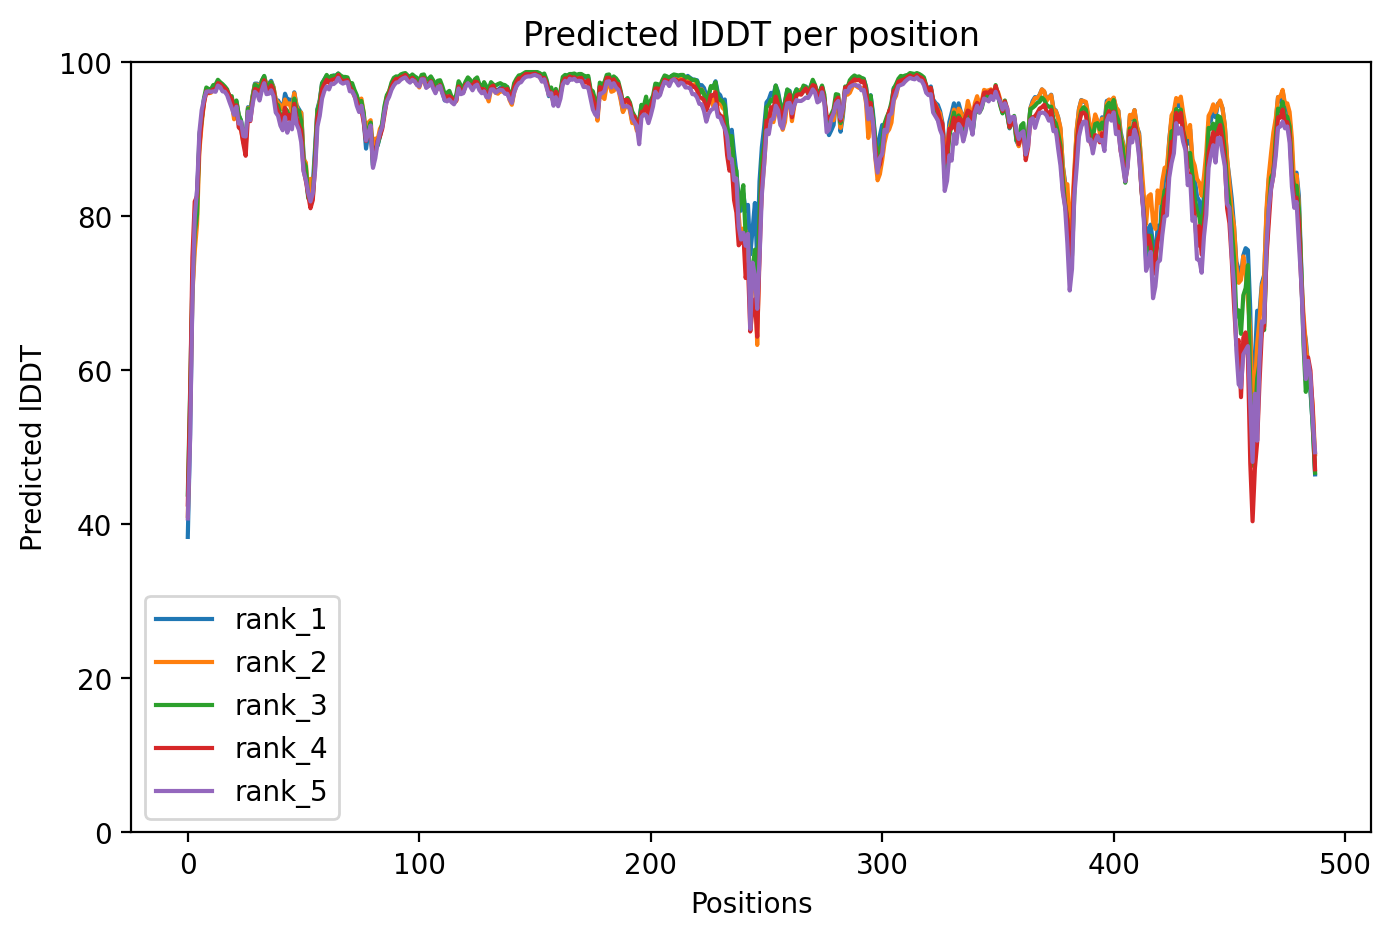 Predicted lDDT per position
100
80
60
40
20
0
Predicted lDDT
rank_1
rank_2
rank_3
rank_4
rank_5
0 100 200 300 400 500
Positions